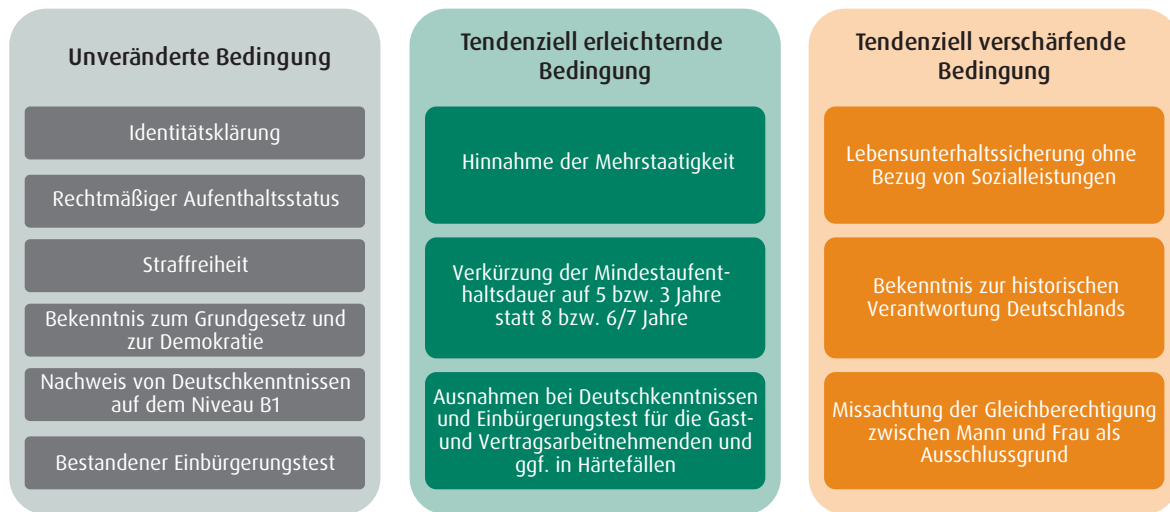 Unveränderte Bedingung
Identitätsklärung
Rechtmäßiger Aufenthaltsstatus
Straffreiheit
Bekenntnis zum Grundgesetz und
zur Demokratie
Nachweis von Deutschkenntnissen
auf dem Niveau B1
Bestandener Einbürgerungstest
Tendenziell erleichternde
Bedingung
Hinnahme der Mehrstaatigkeit
Verkürzung der Mindestaufent-
haltsdauer auf 5 bzw. 3 Jahre
statt 8 bzw. 6/7 Jahre
Ausnahmen bei Deutschkenntnissen
und Einbürgerungstest für die Gast-
und Vertragsarbeitnehmenden und
ggf. in Härtefällen
Tendenziell verschärfende
Bedingung
Lebensunterhaltssicherung ohne
Bezug von Sozialleistungen
Bekenntnis zur historischen
Verantwortung Deutschlands
Missachtung der Gleichberechtigung
zwischen Mann und Frau als
Ausschlussgrund